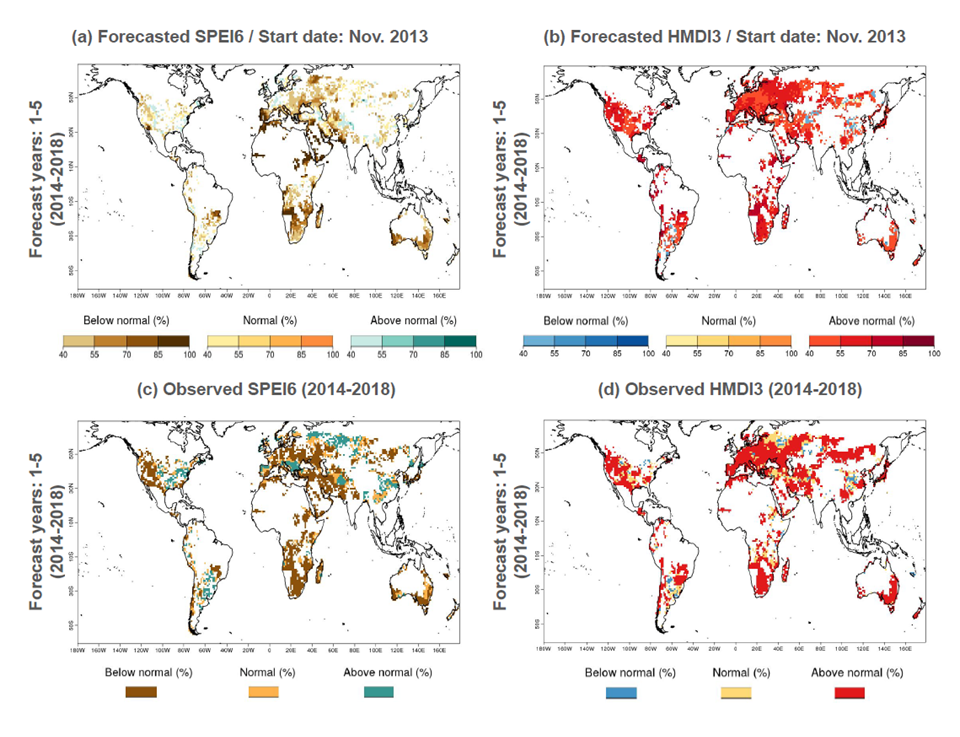 (a) Forecasted SPEI6 / Start date: Nov. 2013
(b) Forecasted HMDI3 / Start date: Nov. 2013
Forecast years: 1-5
(2014-2018)
50N
30N
10N
10S
30S
50S
180W 160W 140W 120W 100W 80W 60W 40W 20W 0 20E 40E 60E 80E 100E 120E 140E 160E
Forecast years: 1-5
(2014-2018)
50N
30N
10N
10S
30S
50S
180W 160W 140W 120W 100W 80W 60W 40W 20W 0 20E 40E 60E 80E 100E 120E 140E 160E
Below normal (%) Normal (%) Above normal (%)
40 55 70 85 100 40 55 70 85 100 40 55 70 85 100
Below normal (%) Normal (%) Above normal (%)
40 55 70 85 100 40 55 70 85 100 40 55 70 85 100
(c) Observed SPEI6 (2014-2018)
(d) Observed HMDI3 (2014-2018)
Forecast years: 1-5
(2014-2018)
50N
30N
10N
10S
30S
50S
180W 160W 140W 120W 100W 80W 60W 40W 20W 0 20E 40E 60E 80E 100E 120E 140E 160E
Forecast years: 1-5
(2014-2018)
50N
30N
10N
10S
30S
50S
180W 160W 140W 120W 100W 80W 60W 40W 20W 0 20E 40E 60E 80E 100E 120E 140E 160E
Below normal (%) Normal (%) Above normal (%)
Below normal (%) Normal (%) Above normal (%)